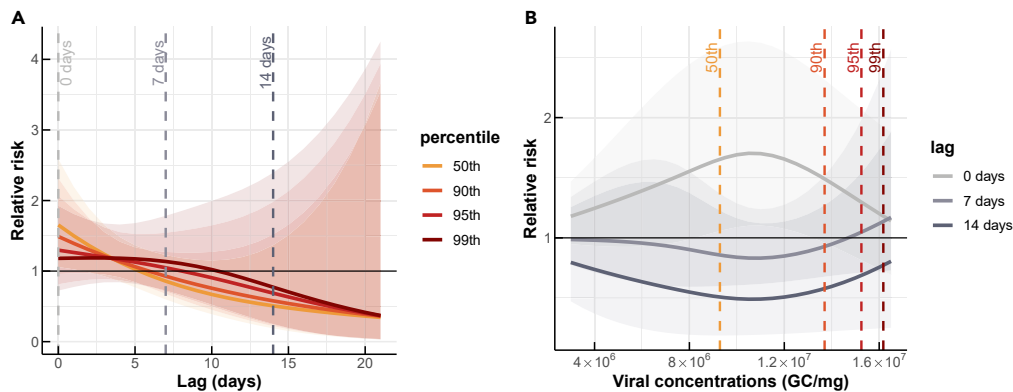 A
4
3
2
1
0
0 days
7 days
14 days
0
5
10
15
20
Lag (days)
Relative risk
percentile
50th
90th
95th
99th
B
2
1
50th
90th
95th
99th
4 × 10⁶
8 × 10⁶
1.2 × 10⁷
1.6 × 10⁷
Viral concentrations (GC/mg)
Relative risk
lag
0 days
7 days
14 days